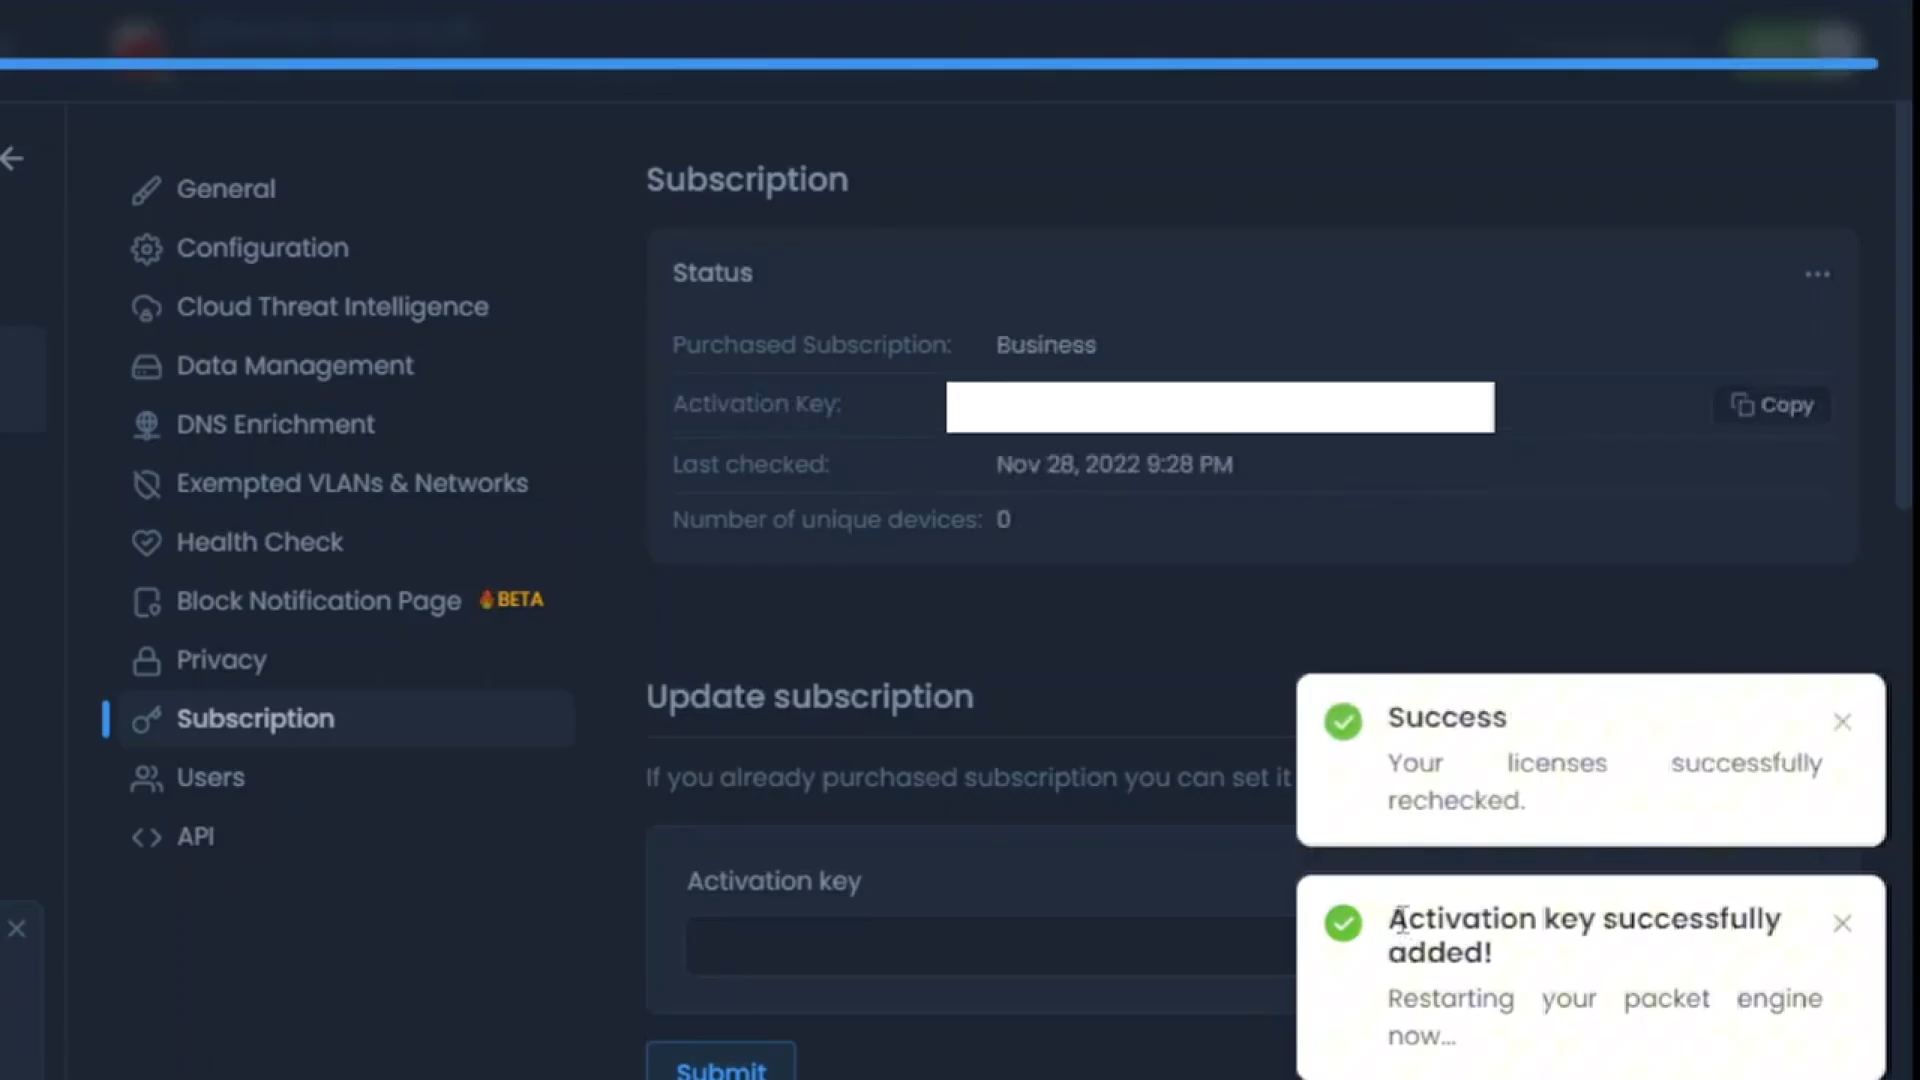 General
Configuration
Cloud Threat Intelligence
Data Management
DNS Enrichment
Exempted VLANs & Networks
Health Check
Block Notification Page BETA
Privacy
Subscription
Users
API
Subscription
Status
Purchased Subscription: Business
Activation Key:
Copy
Last checked: Nov 28, 2022 9:28 PM
Number of unique devices: 0
Update subscription
If you already purchased subscription you can set it
Activation key
Submit
Success
Your licenses successfully
rechecked.
Activation key successfully
added!
Restarting your packet engine
now...